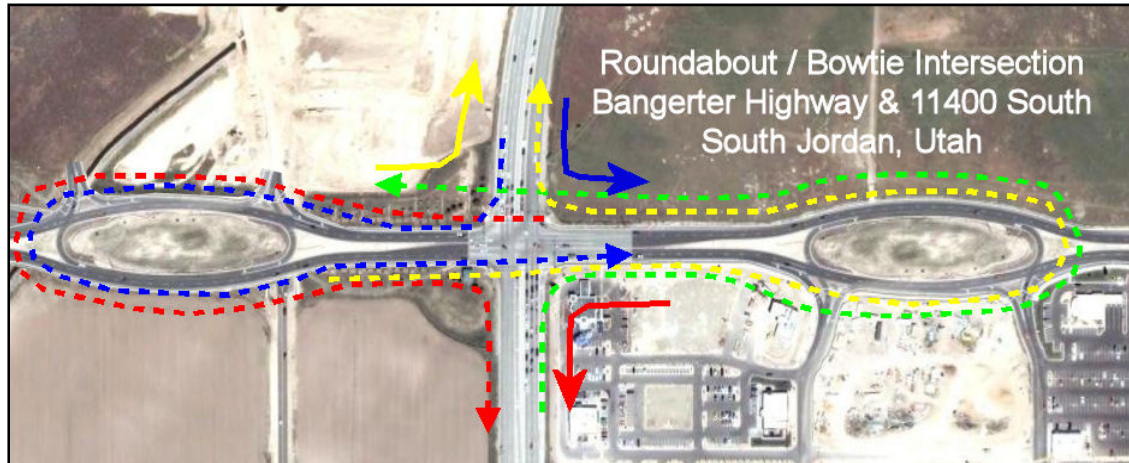 Roundabout / Bowtie Intersection
Bangerter Highway & 11400 South
South Jordan, Utah